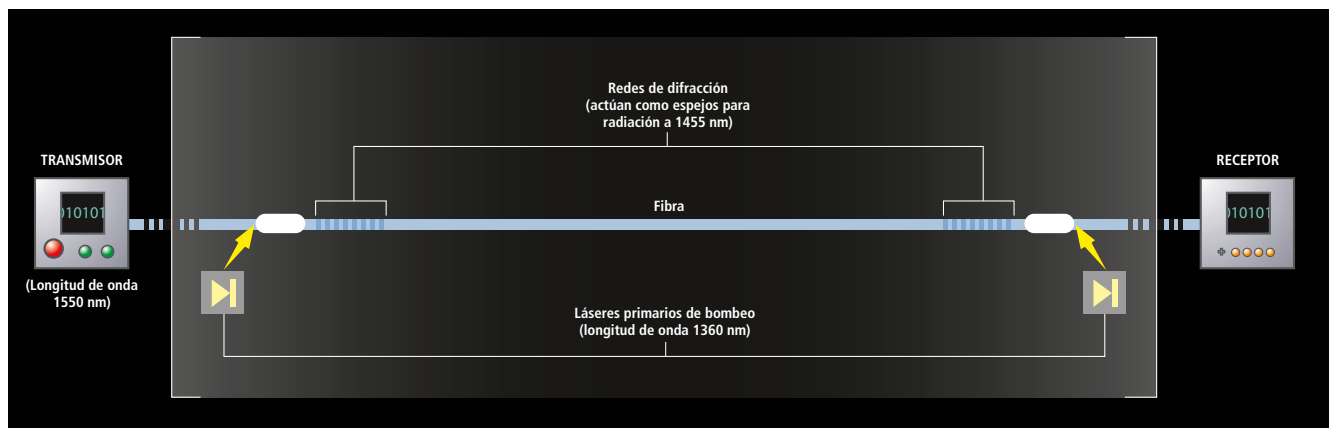 Redes de difracción
(actúan como espejos para
radiación a 1455 nm)
TRANSMISOR
RECEPTOR
010101
010101
Fibra
(Longitud de onda
1550 nm)
Láseres primarios de bombeo
(longitud de onda 1360 nm)